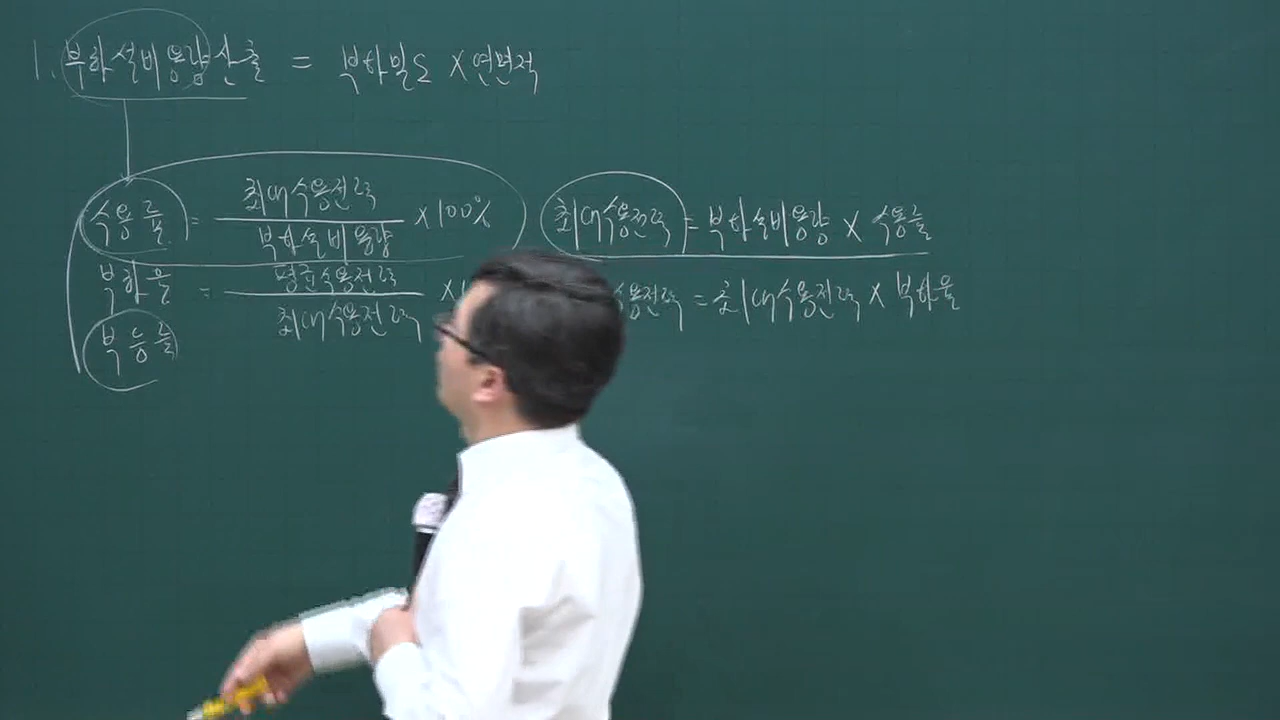 1. 부하설비용량산출 = 부하밀도 X 연면적
수용률 = 최대수용전력 / 부하설비용량 X 100%
최대수용전력 = 부하설비용량 X 수용률
부하율 = 평균수용전력 / 최대수용전력 X
수용전력 = 최대수용전력 X 부하율
부등률